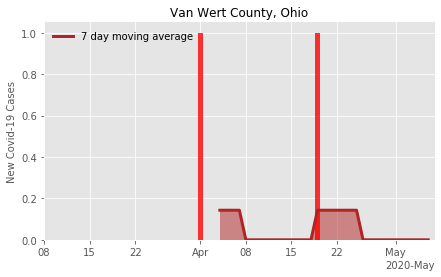 Van Wert County, Ohio
7 day moving average
New Covid-19 Cases
1.0
0.8
0.6
0.4
0.2
0.0
08 15 22 Apr 08 15 22 May
2020-May